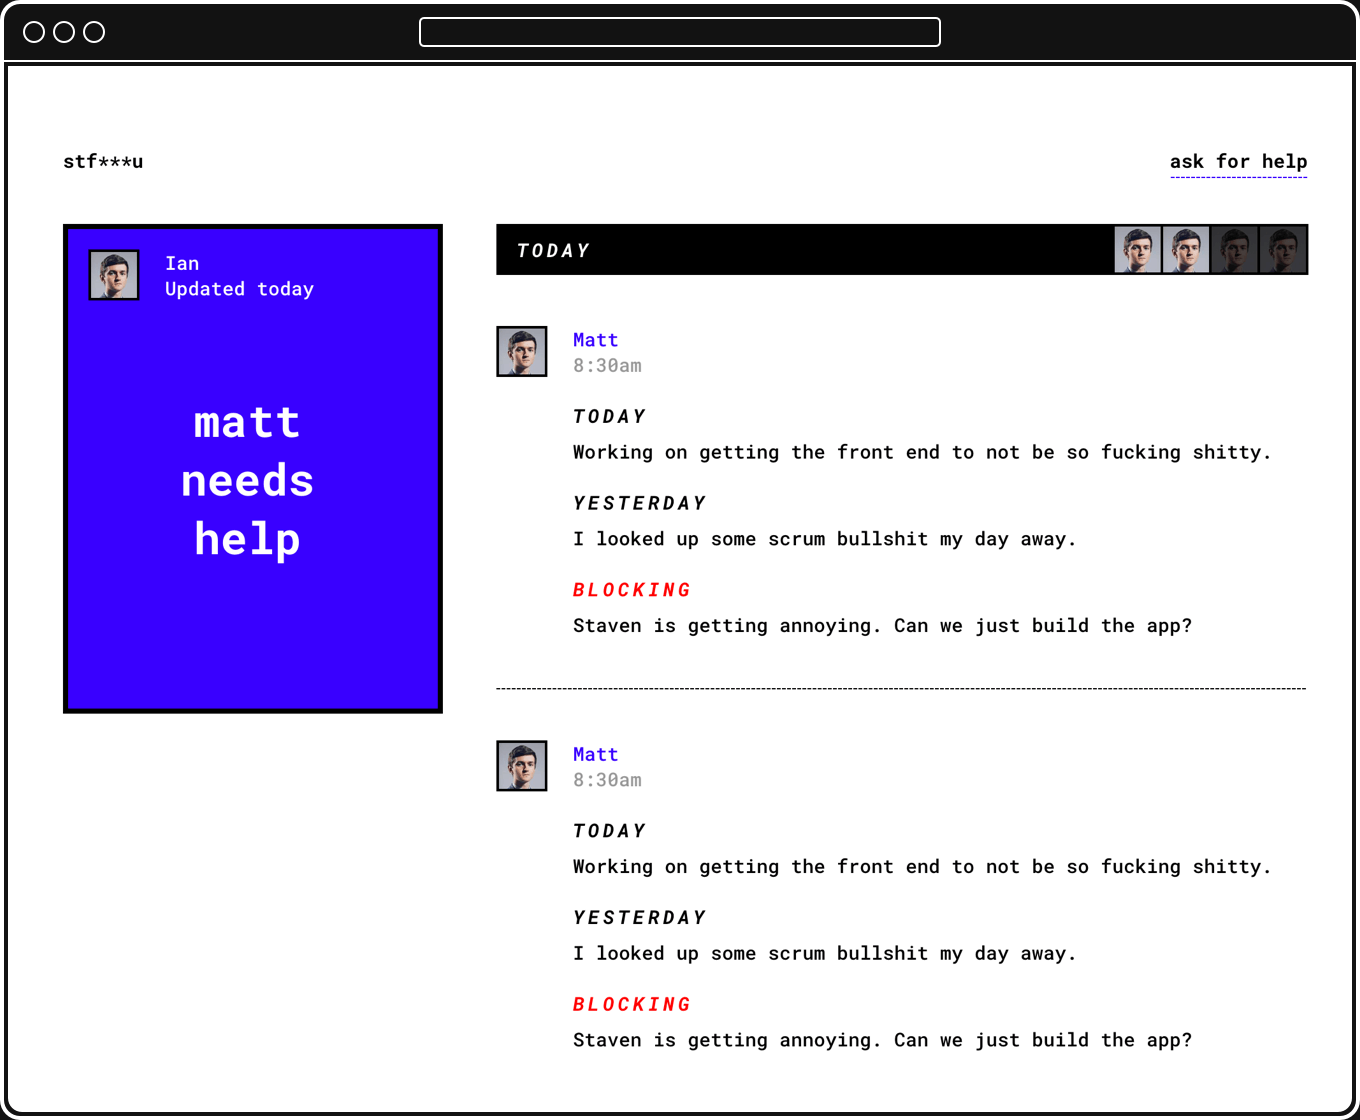 stf***u
ask for help
Ian
Updated today
matt
needs
help
TODAY
Matt
8:30am
TODAY
Working on getting the front end to not be so fucking shitty.
YESTERDAY
I looked up some scrum bullshit my day away.
BLOCKING
Staven is getting annoying. Can we just build the app?
Matt
8:30am
TODAY
Working on getting the front end to not be so fucking shitty.
YESTERDAY
I looked up some scrum bullshit my day away.
BLOCKING
Staven is getting annoying. Can we just build the app?